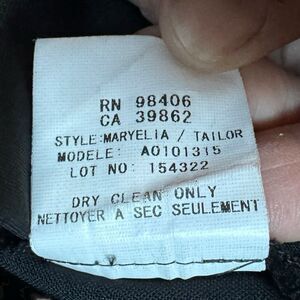 RN 98406
CA 39862
STYLE:MARYELIA / TAILOR
MODELE: A0101315
LOT NO: 154322
DRY CLEAN ONLY
NETTOYER A SEC SEULEMENT